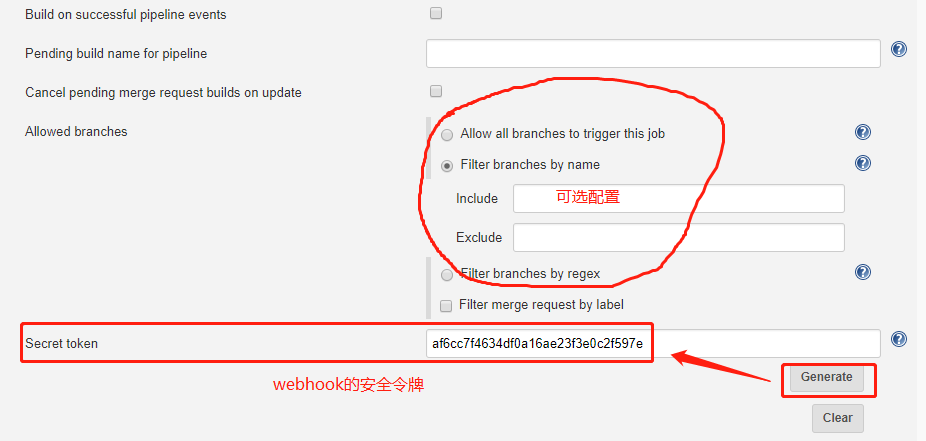 Build on successful pipeline events
Pending build name for pipeline
Cancel pending merge request builds on update
Allowed branches
Allow all branches to trigger this job
Filter branches by name
Include
可选配置
Exclude
Filter branches by regex
Filter merge request by label
Secret token
af6cc7f4634df0a16ae23f3e0c2f597e
webhook的安全令牌
Generate
Clear